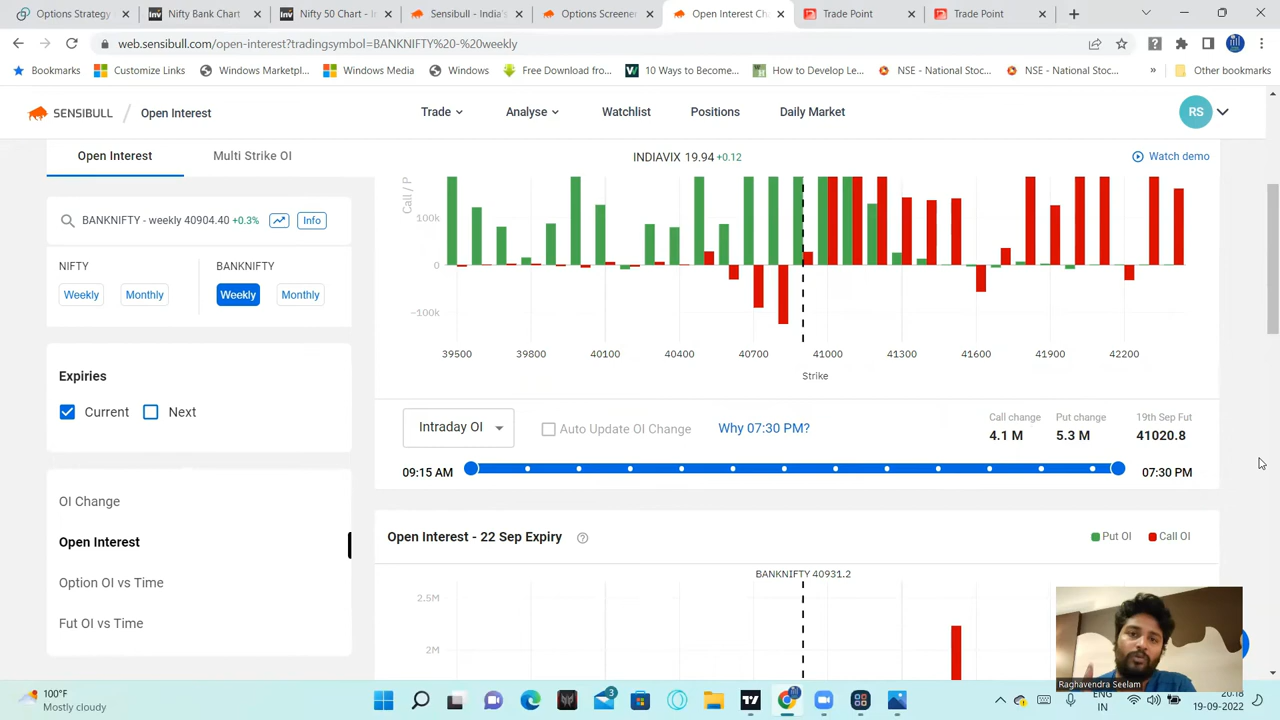 Strategies
Nifty Bank Chart -
Nifty 50 Chart - In
Sensibull - India's
Options Screene
Open Interest Ch
Trade Point
Trade Point
web.sensibull.com/open-interest?tradingsymbol=BANKNIFTY%20-%20weekly
Bookmarks
Customize Links
Windows Marketpl...
Windows Media
Windows
Free Download fro...
10 Ways to Become...
How to Develop Le...
NSE - National Stoc...
NSE - National Stoc...
»
Other bookmarks
SENSIBULL / Open Interest
Trade
Analyse
Watchlist
Positions
Daily Market
RS
Open Interest
Multi Strike OI
INDIAVIX 19.94 +0.12
Watch demo
BANKNIFTY - weekly 40904.40 +0.3%
Info
NIFTY
BANKNIFTY
Weekly
Monthly
Weekly
Monthly
Expiries
Current
Next
OI Change
Open Interest
Option OI vs Time
Fut OI vs Time
Call / P
100k
0
−100k
39500
39800
40100
40400
40700
41000
41300
41600
41900
42200
Strike
Intraday OI
Auto Update OI Change
Why 07:30 PM?
Call change
4.1 M
Put change
5.3 M
19th Sep Fut
41020.8
09:15 AM
07:30 PM
Open Interest - 22 Sep Expiry
?
Put OI
Call OI
BANKNIFTY 40931.2
2.5M
2M
Raghavendra Seelam
100°F
Mostly cloudy
3
ENG
IN
20:18
19-09-2022